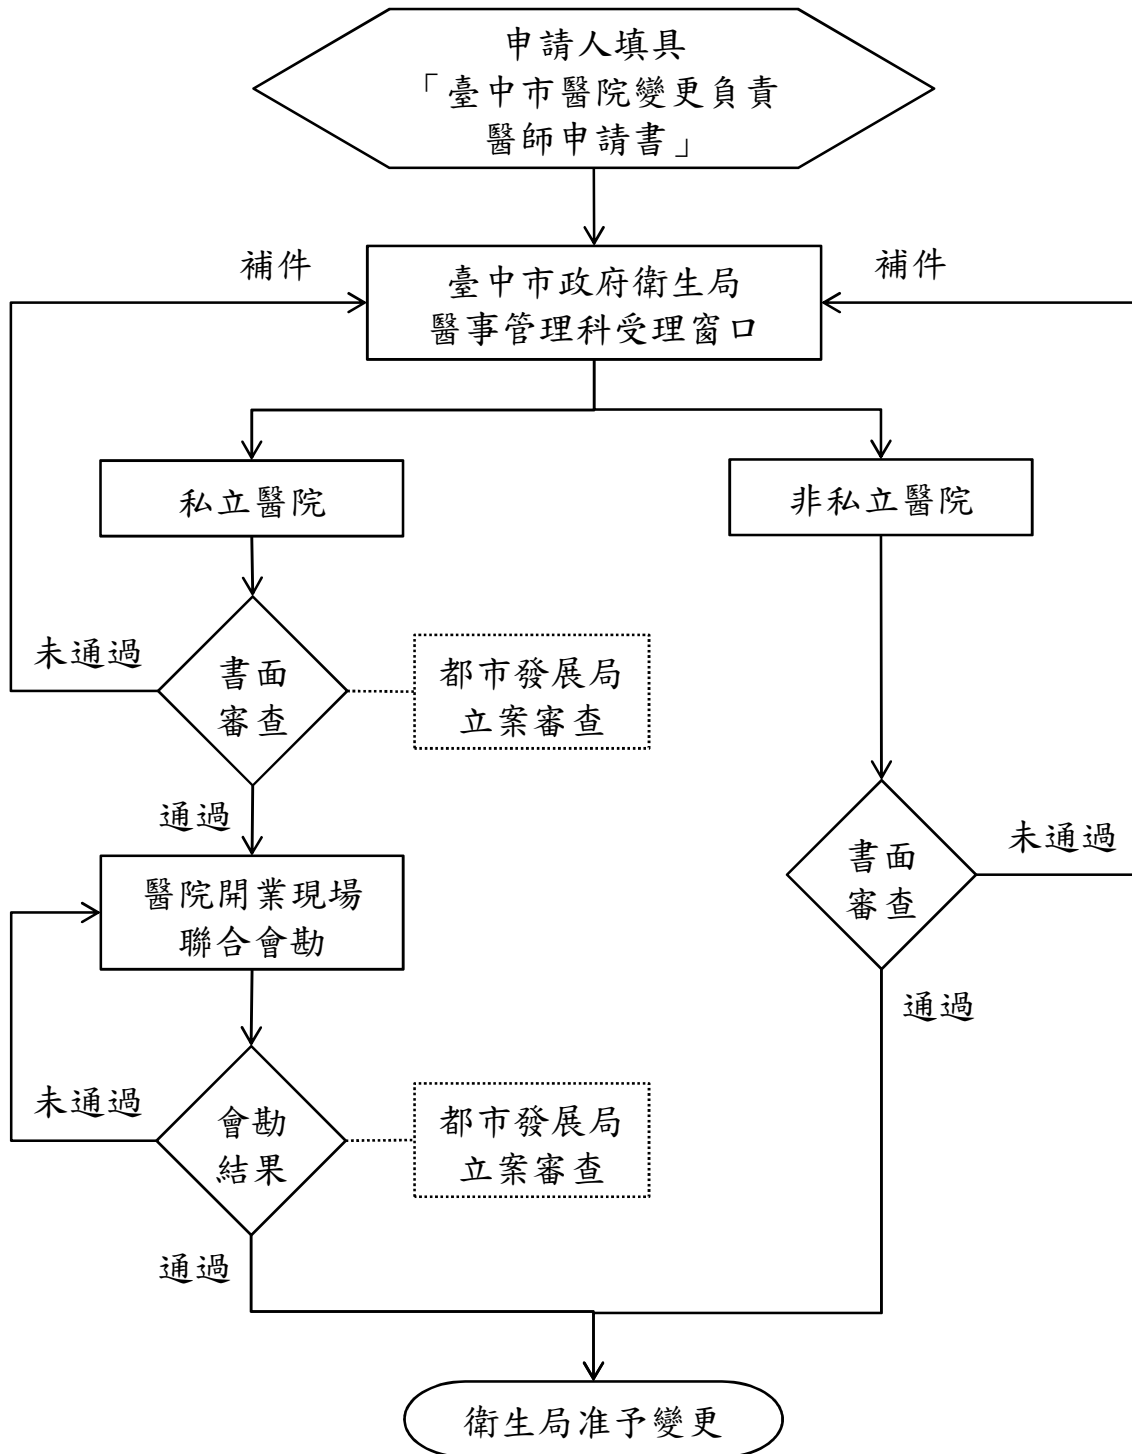 申請人填具
「臺中市醫院變更負責
醫師申請書」
補件
臺中市政府衛生局
醫事管理科受理窗口
補件
私立醫院
非私立醫院
未通過
書面
審查
都市發展局
立案審查
通過
書面
審查
未通過
醫院開業現場
聯合會勘
通過
未通過
會勘
結果
都市發展局
立案審查
通過
衛生局准予變更